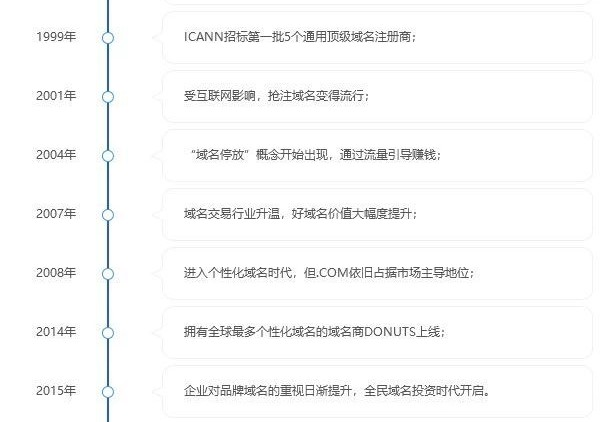 1999年 ICANN招标第一批5个通用顶级域名注册商；
2001年 受互联网影响，抢注域名变得流行；
2004年 “域名停放”概念开始出现，通过流量引导赚钱；
2007年 域名交易行业升温，好域名价值大幅度提升；
2008年 进入个性化域名时代，但.COM依旧占据市场主导地位；
2014年 拥有全球最多个性化域名的域名商DONUTS上线；
2015年 企业对品牌域名的重视日渐提升，全民域名投资时代开启。